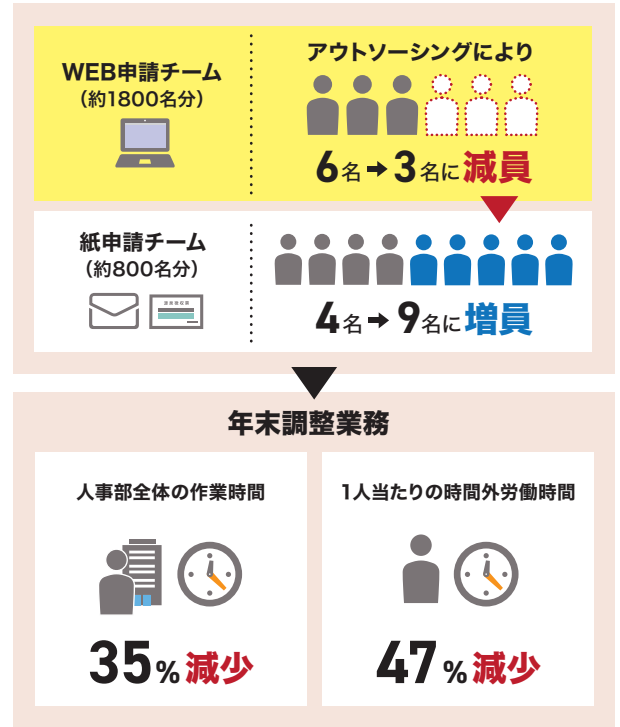 WEB申請チーム
(約1800名分)
アウトソーシングにより
6名→3名に減員
紙申請チーム
(約800名分)
4名→9名に増員
年末調整業務
人事部全体の作業時間
35%減少
1人当たりの時間外労働時間
47%減少